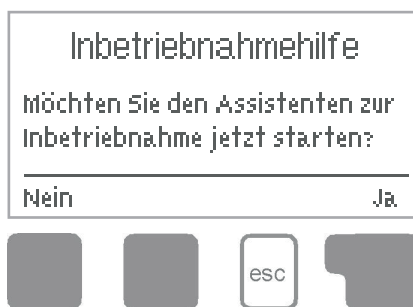 Inbetriebnahmehilfe
Möchten Sie den Assistenten zur
Inbetriebnahme jetzt starten?
Nein Ja
esc